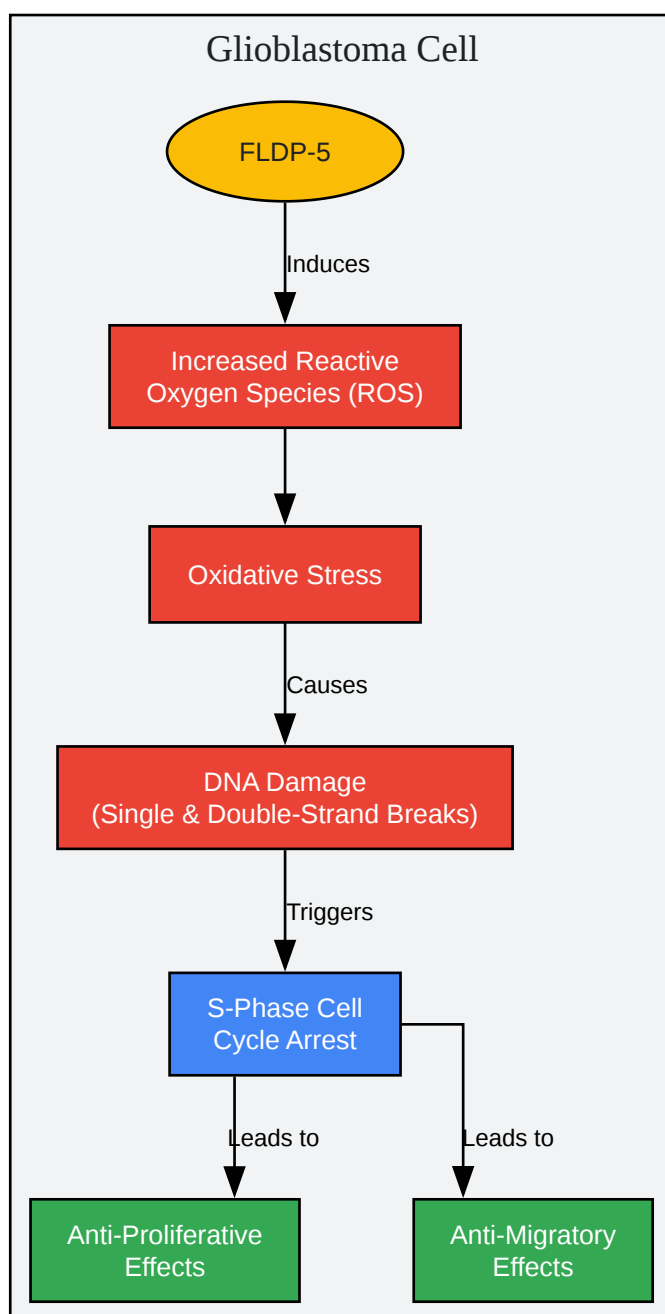 Glioblastoma Cell
FLDP-5
Induces
Increased Reactive
Oxygen Species (ROS)
Oxidative Stress
Causes
DNA Damage
(Single & Double-Strand Breaks)
Triggers
S-Phase Cell
Cycle Arrest
Leads to
Leads to
Anti-Proliferative
Effects
Anti-Migratory
Effects